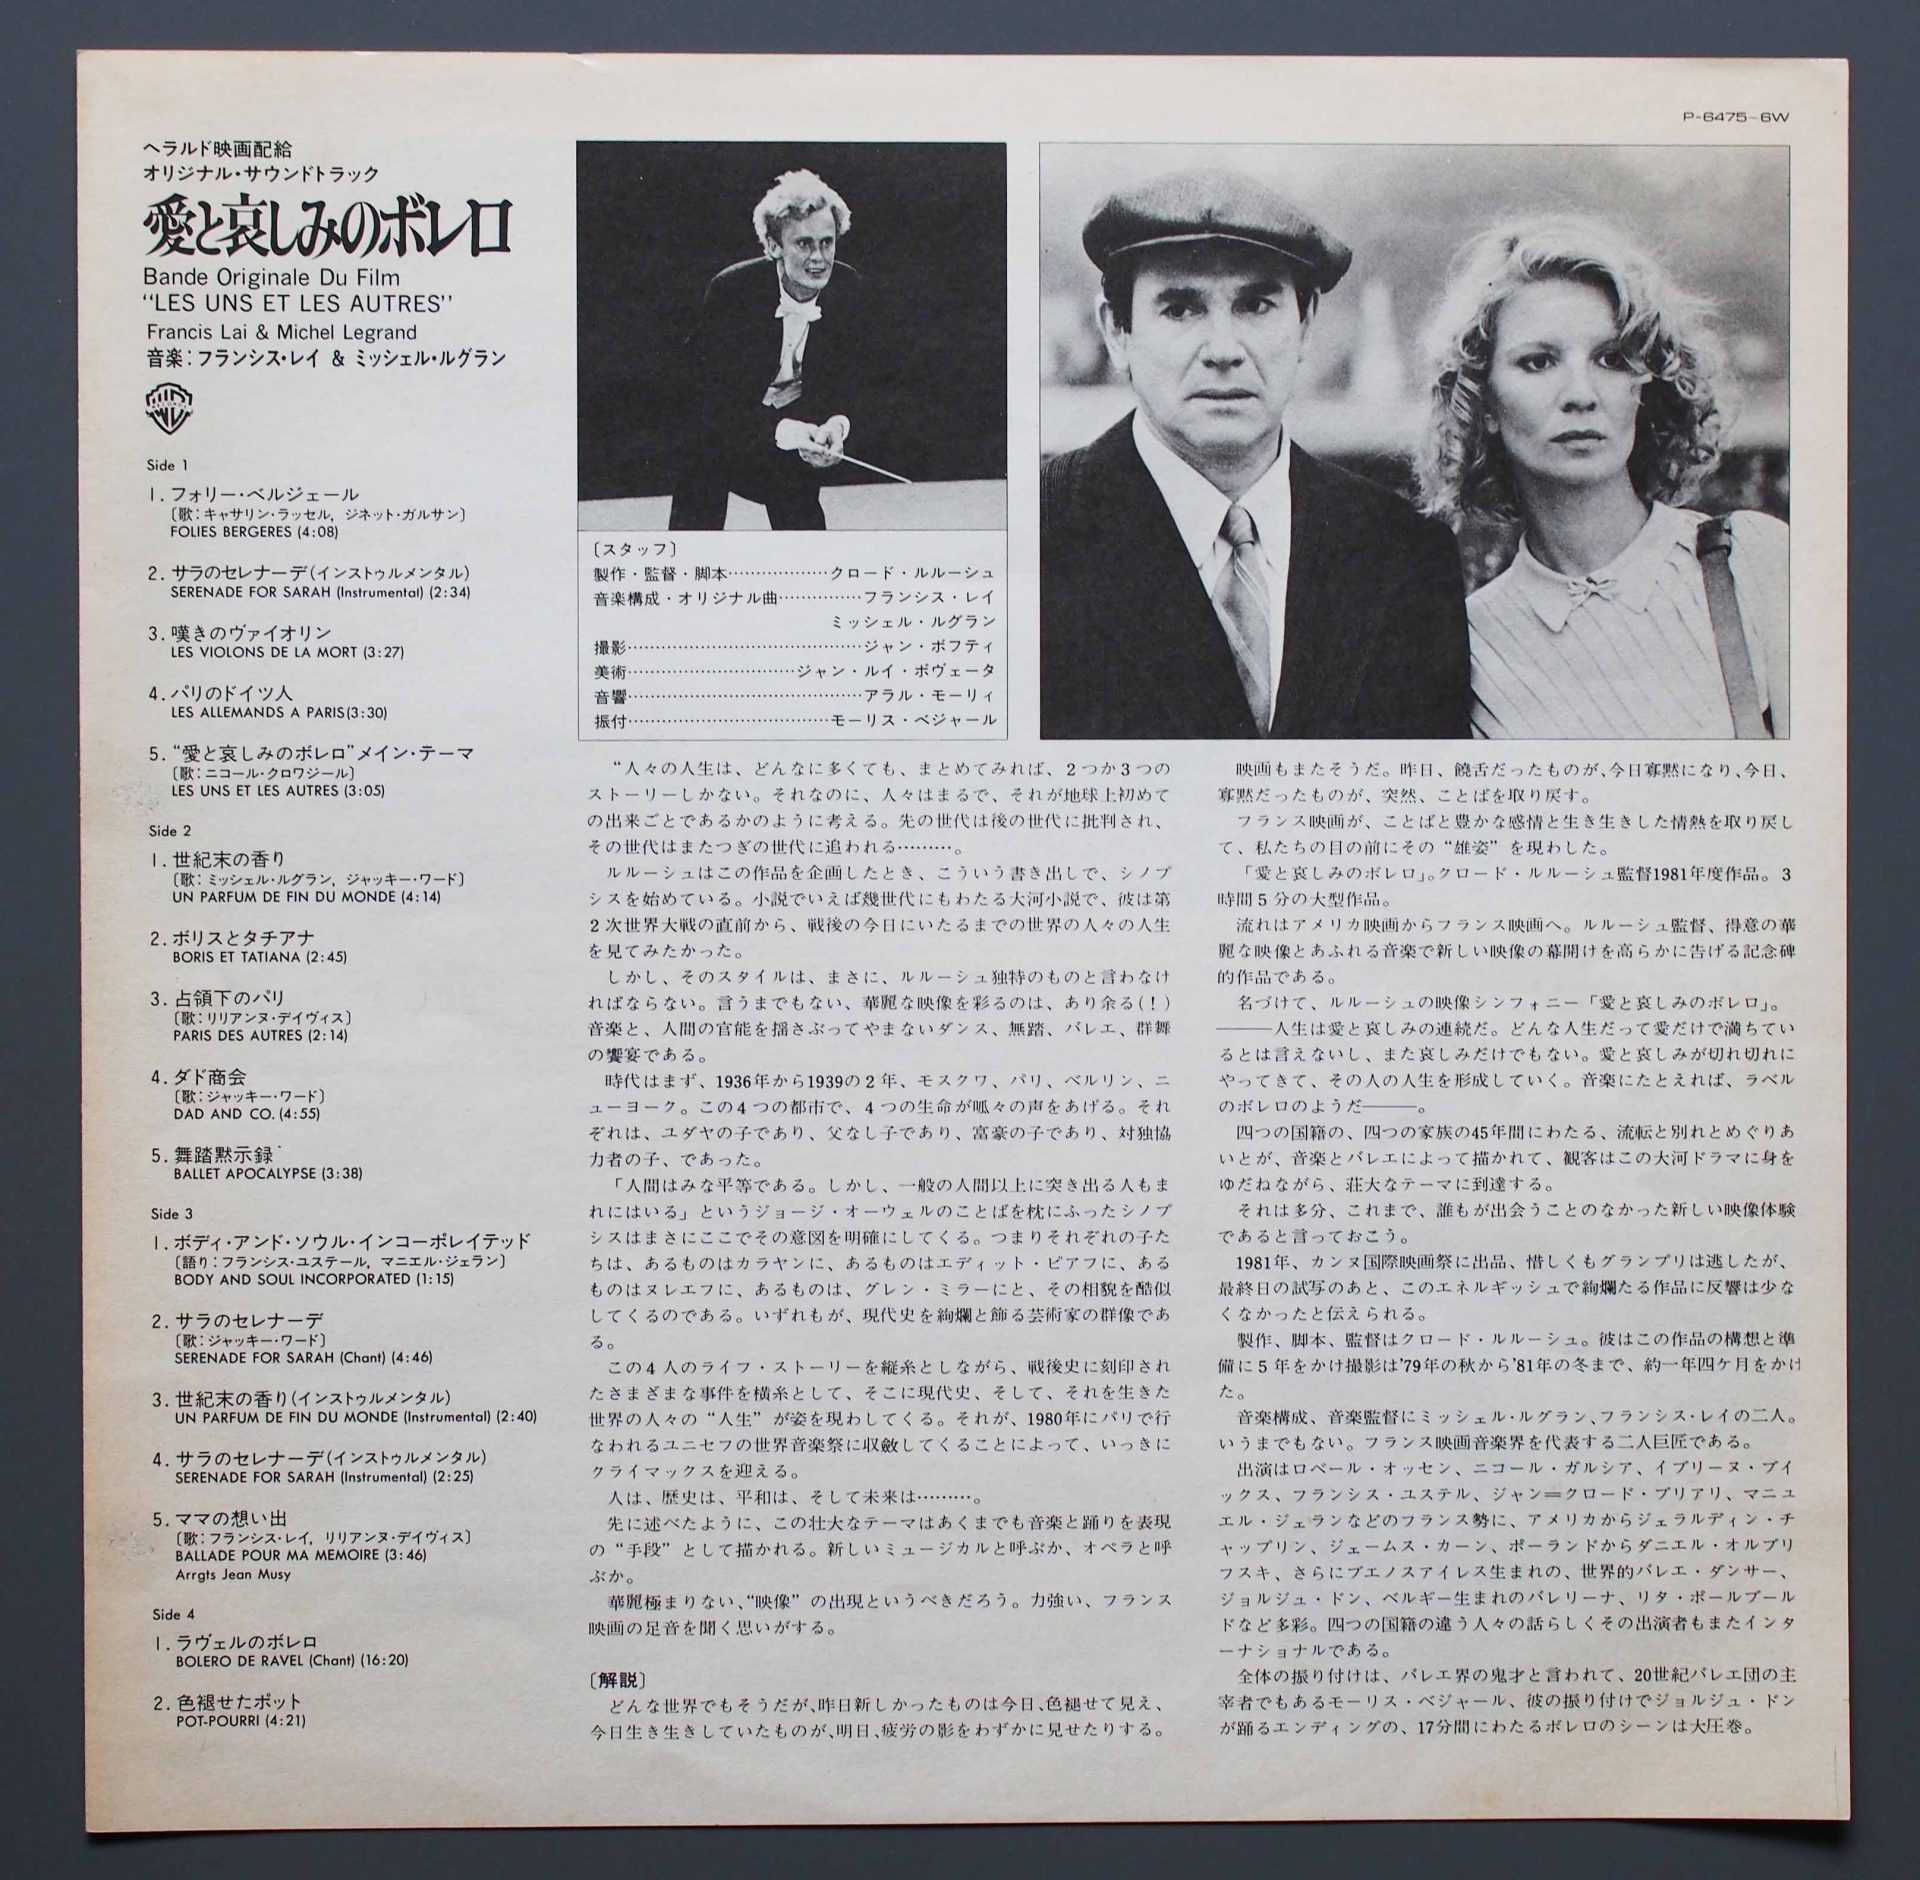 P-6475~6W
ヘラルド映画配給
オリジナル・サウンドトラック
愛と哀しみのボレロ
Bande Originale Du Film
“LES UNS ET LES AUTRES”
Francis Lai & Michel Legrand
音楽：フランシス・レイ & ミッシェル・ルグラン
Side 1
1. フォリー・ベルジェール
〔歌：キャサリン・ラッセル, ジネット・ガルサン〕
FOLIES BERGERES (4:08)
2. サラのセレナーデ(インストゥルメンタル)
SERENADE FOR SARAH (Instrumental) (2:34)
3. 嘆きのヴァイオリン
LES VIOLONS DE LA MORT (3:27)
4. パリのドイツ人
LES ALLEMANDS A PARIS(3:30)
5. “愛と哀しみのボレロ”メイン・テーマ
〔歌：ニコール・クロワジール〕
LES UNS ET LES AUTRES (3:05)
Side 2
1. 世紀末の香り
〔歌：ミッシェル・ルグラン, ジャッキー・ワード〕
UN PARFUM DE FIN DU MONDE (4:14)
2. ボリスとタチアナ
BORIS ET TATIANA (2:45)
3. 占領下のパリ
〔歌：リリアンヌ・デイヴィス〕
PARIS DES AUTRES (2:14)
4. ダド商会
〔歌：ジャッキー・ワード〕
DAD AND CO. (4:55)
5. 舞踏黙示録
BALLET APOCALYPSE (3:38)
Side 3
1. ボディ・アンド・ソウル・インコーポレイテッド
〔語り：フランシス・ユステール, マニエル・ジェラン〕
BODY AND SOUL INCORPORATED (1:15)
2. サラのセレナーデ
〔歌：ジャッキー・ワード〕
SERENADE FOR SARAH (Chant) (4:46)
3. 世紀末の香り(インストゥルメンタル)
UN PARFUM DE FIN DU MONDE (Instrumental) (2:40)
4. サラのセレナーデ(インストゥルメンタル)
SERENADE FOR SARAH (Instrumental) (2:25)
5. ママの想い出
〔歌：フランシス・レイ, リリアンヌ・デイヴィス〕
BALLADE POUR MA MEMOIRE (3:46)
Arrgts Jean Musy
Side 4
1. ラヴェルのボレロ
BOLERO DE RAVEL (Chant) (16:20)
2. 色褪せたポット
POT-POURRI (4:21)
〔スタッフ〕
製作・監督・脚本………………クロード・ルルーシュ
音楽構成・オリジナル曲……………フランシス・レイ
ミッシェル・ルグラン
撮影……………………………………ジャン・ボフティ
美術…………………………ジャン・ルイ・ポヴェータ
音響……………………………………アラル・モーリィ
振付………………………………モーリス・ベジャール
“人々の人生は、どんなに多くても、まとめてみれば、2つか3つの
ストーリーしかない。それなのに、人々はまるで、それが地球上初めて
の出来ごとであるかのように考える。先の世代は後の世代に批判され、
その世代はまたつぎの世代に追われる………。
ルルーシュはこの作品を企画したとき、こういう書き出しで、シノプ
シスを始めている。小説でいえば幾世代にもわたる大河小説で、彼は第
2次世界大戦の直前から、戦後の今日にいたるまでの世界の人々の人生
を見てみたかった。
しかし、そのスタイルは、まさに、ルルーシュ独特のものと言わなけ
ればならない。言うまでもない、華麗な映像を彩るのは、あり余る(！)
音楽と、人間の官能を揺さぶってやまないダンス、無踏、バレエ、群舞
の饗宴である。
時代はまず、1936年から1939の2年、モスクワ、パリ、ベルリン、ニ
ューヨーク。この4つの都市で、4つの生命が呱々の声をあげる。それ
ぞれは、ユダヤの子であり、父なし子であり、富豪の子であり、対独協
力者の子、であった。
「人間はみな平等である。しかし、一般の人間以上に突き出る人もま
れにはいる」というジョージ・オーウェルのことばを枕にふったシノプ
シスはまさにここでその意図を明確にしてくる。つまりそれぞれの子た
ちは、あるものはカラヤンに、あるものはエディット・ピアフに、ある
ものはヌレエフに、あるものは、グレン・ミラーにと、その相貌を酷似
してくるのである。いずれもが、現代史を絢爛と飾る芸術家の群像であ
る。
この4人のライフ・ストーリーを縦糸としながら、戦後史に刻印され
たさまざまな事件を横糸として、そこに現代史、そして、それを生きた
世界の人々の“人生”が姿を現わしてくる。それが、1980年にパリで行
なわれるユニセフの世界音楽祭に収斂してくることによって、いっきに
クライマックスを迎える。
人は、歴史は、平和は、そして未来は………。
先に述べたように、この壮大なテーマはあくまでも音楽と踊りを表現
の“手段”として描かれる。新しいミュージカルと呼ぶか、オペラと呼
ぶか。
華麗極まりない、“映像”の出現というべきだろう。力強い、フランス
映画の足音を聞く思いがする。
〔解説〕
どんな世界でもそうだが、昨日新しかったものは今日、色褪せて見え、
今日生き生きしていたものが、明日、疲労の影をわずかに見せたりする。
映画もまたそうだ。昨日、饒舌だったものが、今日寡黙になり、今日、
寡黙だったものが、突然、ことばを取り戻す。
フランス映画が、ことばと豊かな感情と生き生きした情熱を取り戻し
て、私たちの目の前にその“雄姿”を現わした。
「愛と哀しみのボレロ」。クロード・ルルーシュ監督1981年度作品。3
時間5分の大型作品。
流れはアメリカ映画からフランス映画へ。ルルーシュ監督、得意の華
麗な映像とあふれる音楽で新しい映像の幕開けを高らかに告げる記念碑
的作品である。
名づけて、ルルーシュの映像シンフォニー「愛と哀しみのボレロ」。
———人生は愛と哀しみの連続だ。どんな人生だって愛だけで満ちてい
るとは言えないし、また哀しみだけでもない。愛と哀しみが切れ切れに
やってきて、その人の人生を形成していく。音楽にたとえれば、ラベル
のボレロのようだ———。
四つの国籍の、四つの家族の45年間にわたる、流転と別れとめぐりあ
いとが、音楽とバレエによって描かれて、観客はこの大河ドラマに身を
ゆだねながら、荘大なテーマに到達する。
それは多分、これまで、誰もが出会うことのなかった新しい映像体験
であると言っておこう。
1981年、カンヌ国際映画祭に出品、惜しくもグランプリは逃したが、
最終日の試写のあと、このエネルギッシュで絢爛たる作品に反響は少な
くなかったと伝えられる。
製作、脚本、監督はクロード・ルルーシュ。彼はこの作品の構想と準
備に5年をかけ撮影は'79年の秋から'81年の冬まで、約一年四ケ月をかけ
た。
音楽構成、音楽監督にミッシェル・ルグラン、フランシス・レイの二人。
いうまでもない。フランス映画音楽界を代表する二人巨匠である。
出演はロベール・オッセン、ニコール・ガルシア、イブリーヌ・ブイ
ックス、フランシス・ユステル、ジャン＝クロード・ブリアリ、マニュ
エル・ジェランなどのフランス勢に、アメリカからジェラルディン・チ
ャップリン、ジェームス・カーン、ポーランドからダニエル・オルブリ
フスキ、さらにブエノスアイレス生まれの、世界的バレエ・ダンサー、
ジョルジュ・ドン、ベルギー生まれのバレリーナ、リタ・ポールブール
ドなど多彩。四つの国籍の違う人々の話らしくその出演者もまたインタ
ーナショナルである。
全体の振り付けは、バレエ界の鬼才と言われて、20世紀バレエ団の主
宰者でもあるモーリス・ベジャール、彼の振り付けでジョルジュ・ドン
が踊るエンディングの、17分間にわたるボレロのシーンは大圧巻。